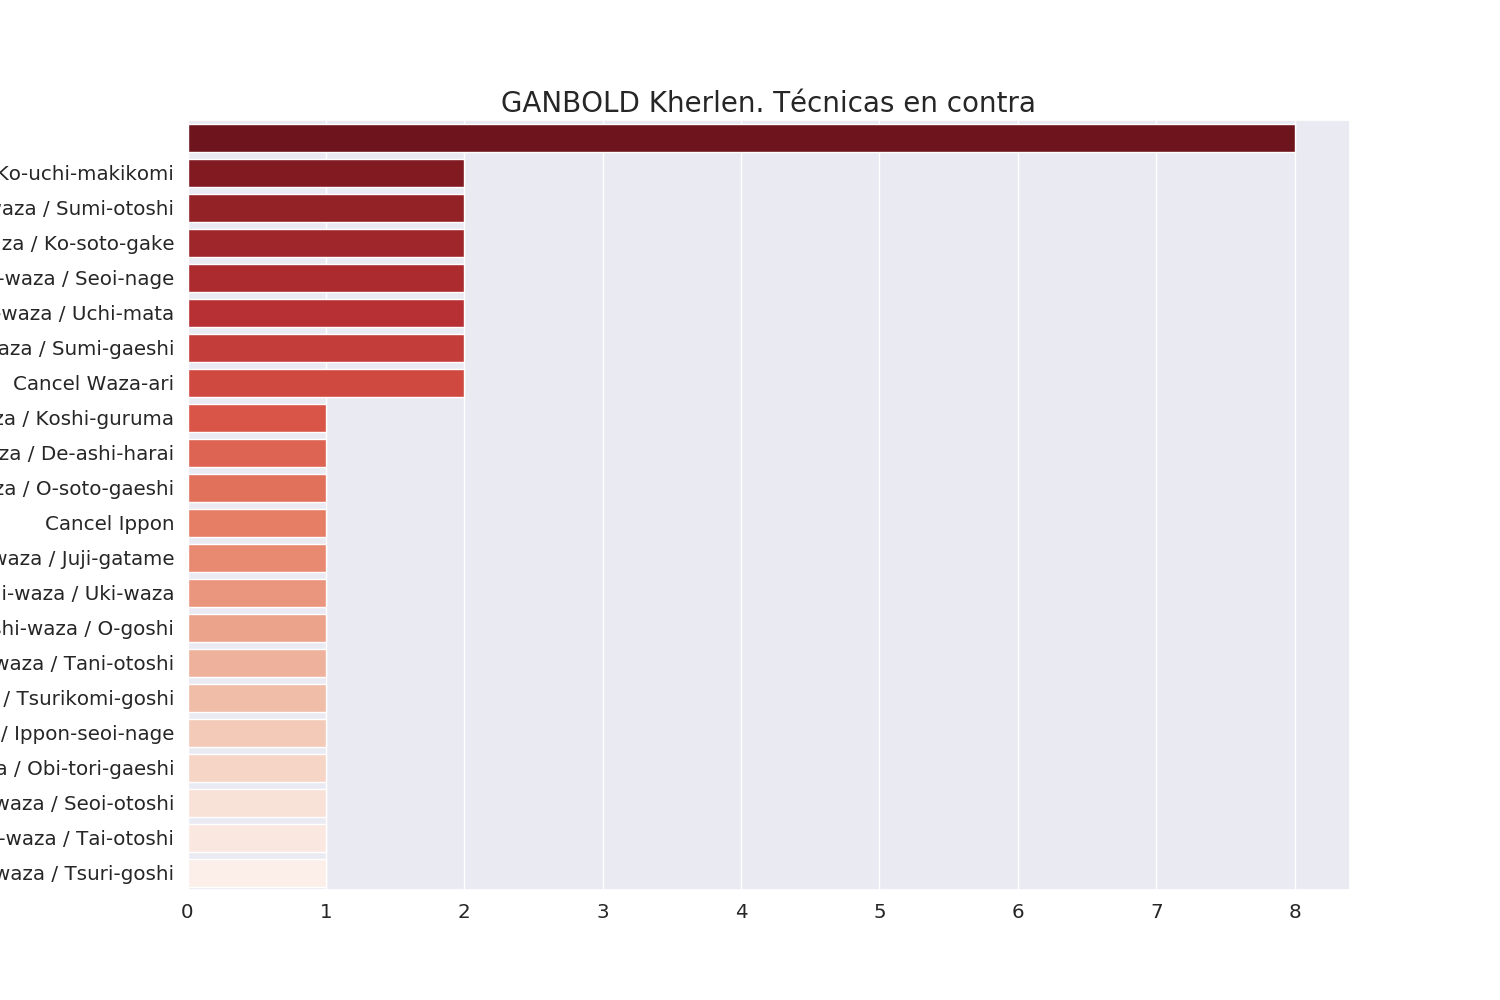 GANBOLD Kherlen. Técnicas en contra
Ko-uchi-makikomi
waza / Sumi-otoshi
za / Ko-soto-gake
-waza / Seoi-nage
waza / Uchi-mata
aza / Sumi-gaeshi
Cancel Waza-ari
za / Koshi-guruma
za / De-ashi-harai
za / O-soto-gaeshi
Cancel Ippon
waza / Juji-gatame
i-waza / Uki-waza
shi-waza / O-goshi
waza / Tani-otoshi
/ Tsurikomi-goshi
/ Ippon-seoi-nage
a / Obi-tori-gaeshi
waza / Seoi-otoshi
-waza / Tai-otoshi
waza / Tsuri-goshi
0 1 2 3 4 5 6 7 8